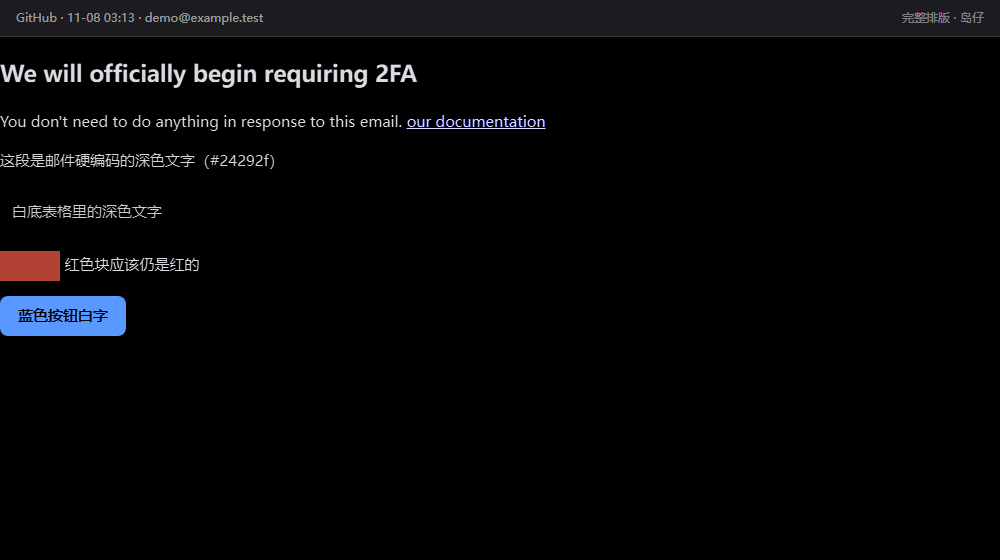 GitHub · 11-08 03:13 · demo@example.test
完整排版 · 岛仔
We will officially begin requiring 2FA
You don't need to do anything in response to this email. our documentation
这段是邮件硬编码的深色文字（#24292f）
白底表格里的深色文字
红色块应该仍是红的
蓝色按钮白字